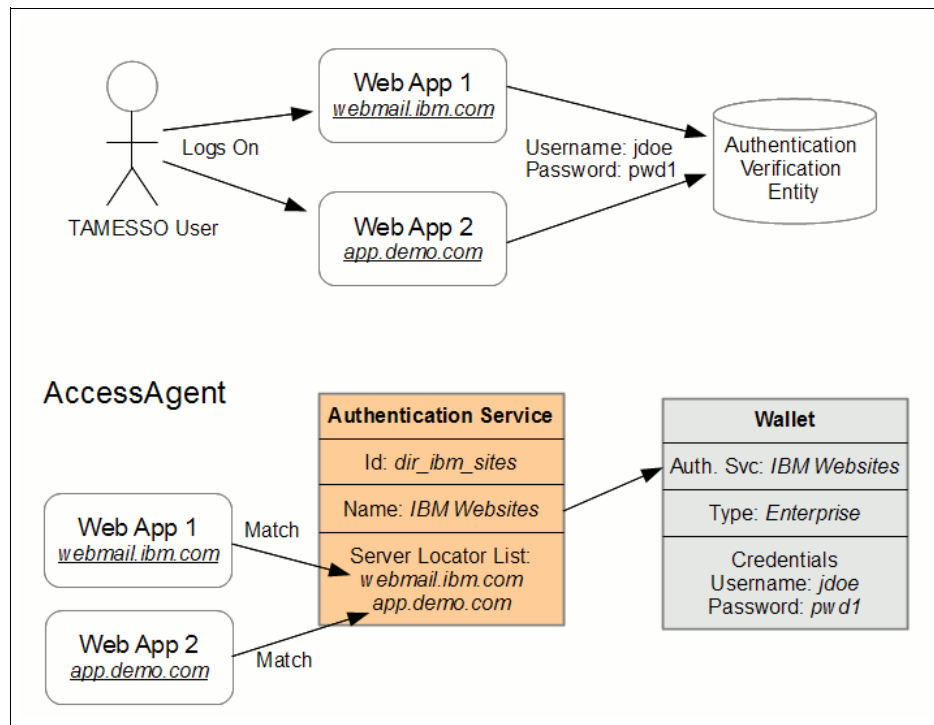 Web App 1
webmail.ibm.com
Logs On
TAMESSO User
Web App 2
app.demo.com
Username: jdoe
Password: pwd1
Authentication
Verification
Entity
AccessAgent
Web App 1
webmail.ibm.com
Match
Web App 2
app.demo.com
Match
Authentication Service
Id: dir_ibm_sites
Name: IBM Websites
Server Locator List:
webmail.ibm.com
app.demo.com
Wallet
Auth. Svc: IBM Websites
Type: Enterprise
Credentials
Username: jdoe
Password: pwd1